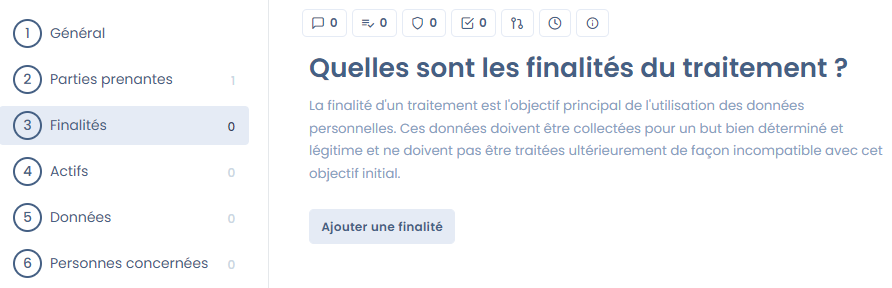 1 Général
2 Parties prenantes 1
3 Finalités 0
4 Actifs 0
5 Données 0
6 Personnes concernées 0
0 0 0 0
Quelles sont les finalités du traitement ?
La finalité d'un traitement est l'objectif principal de l'utilisation des données
personnelles. Ces données doivent être collectées pour un but bien déterminé et
légitime et ne doivent pas être traitées ultérieurement de façon incompatible avec cet
objectif initial.
Ajouter une finalité